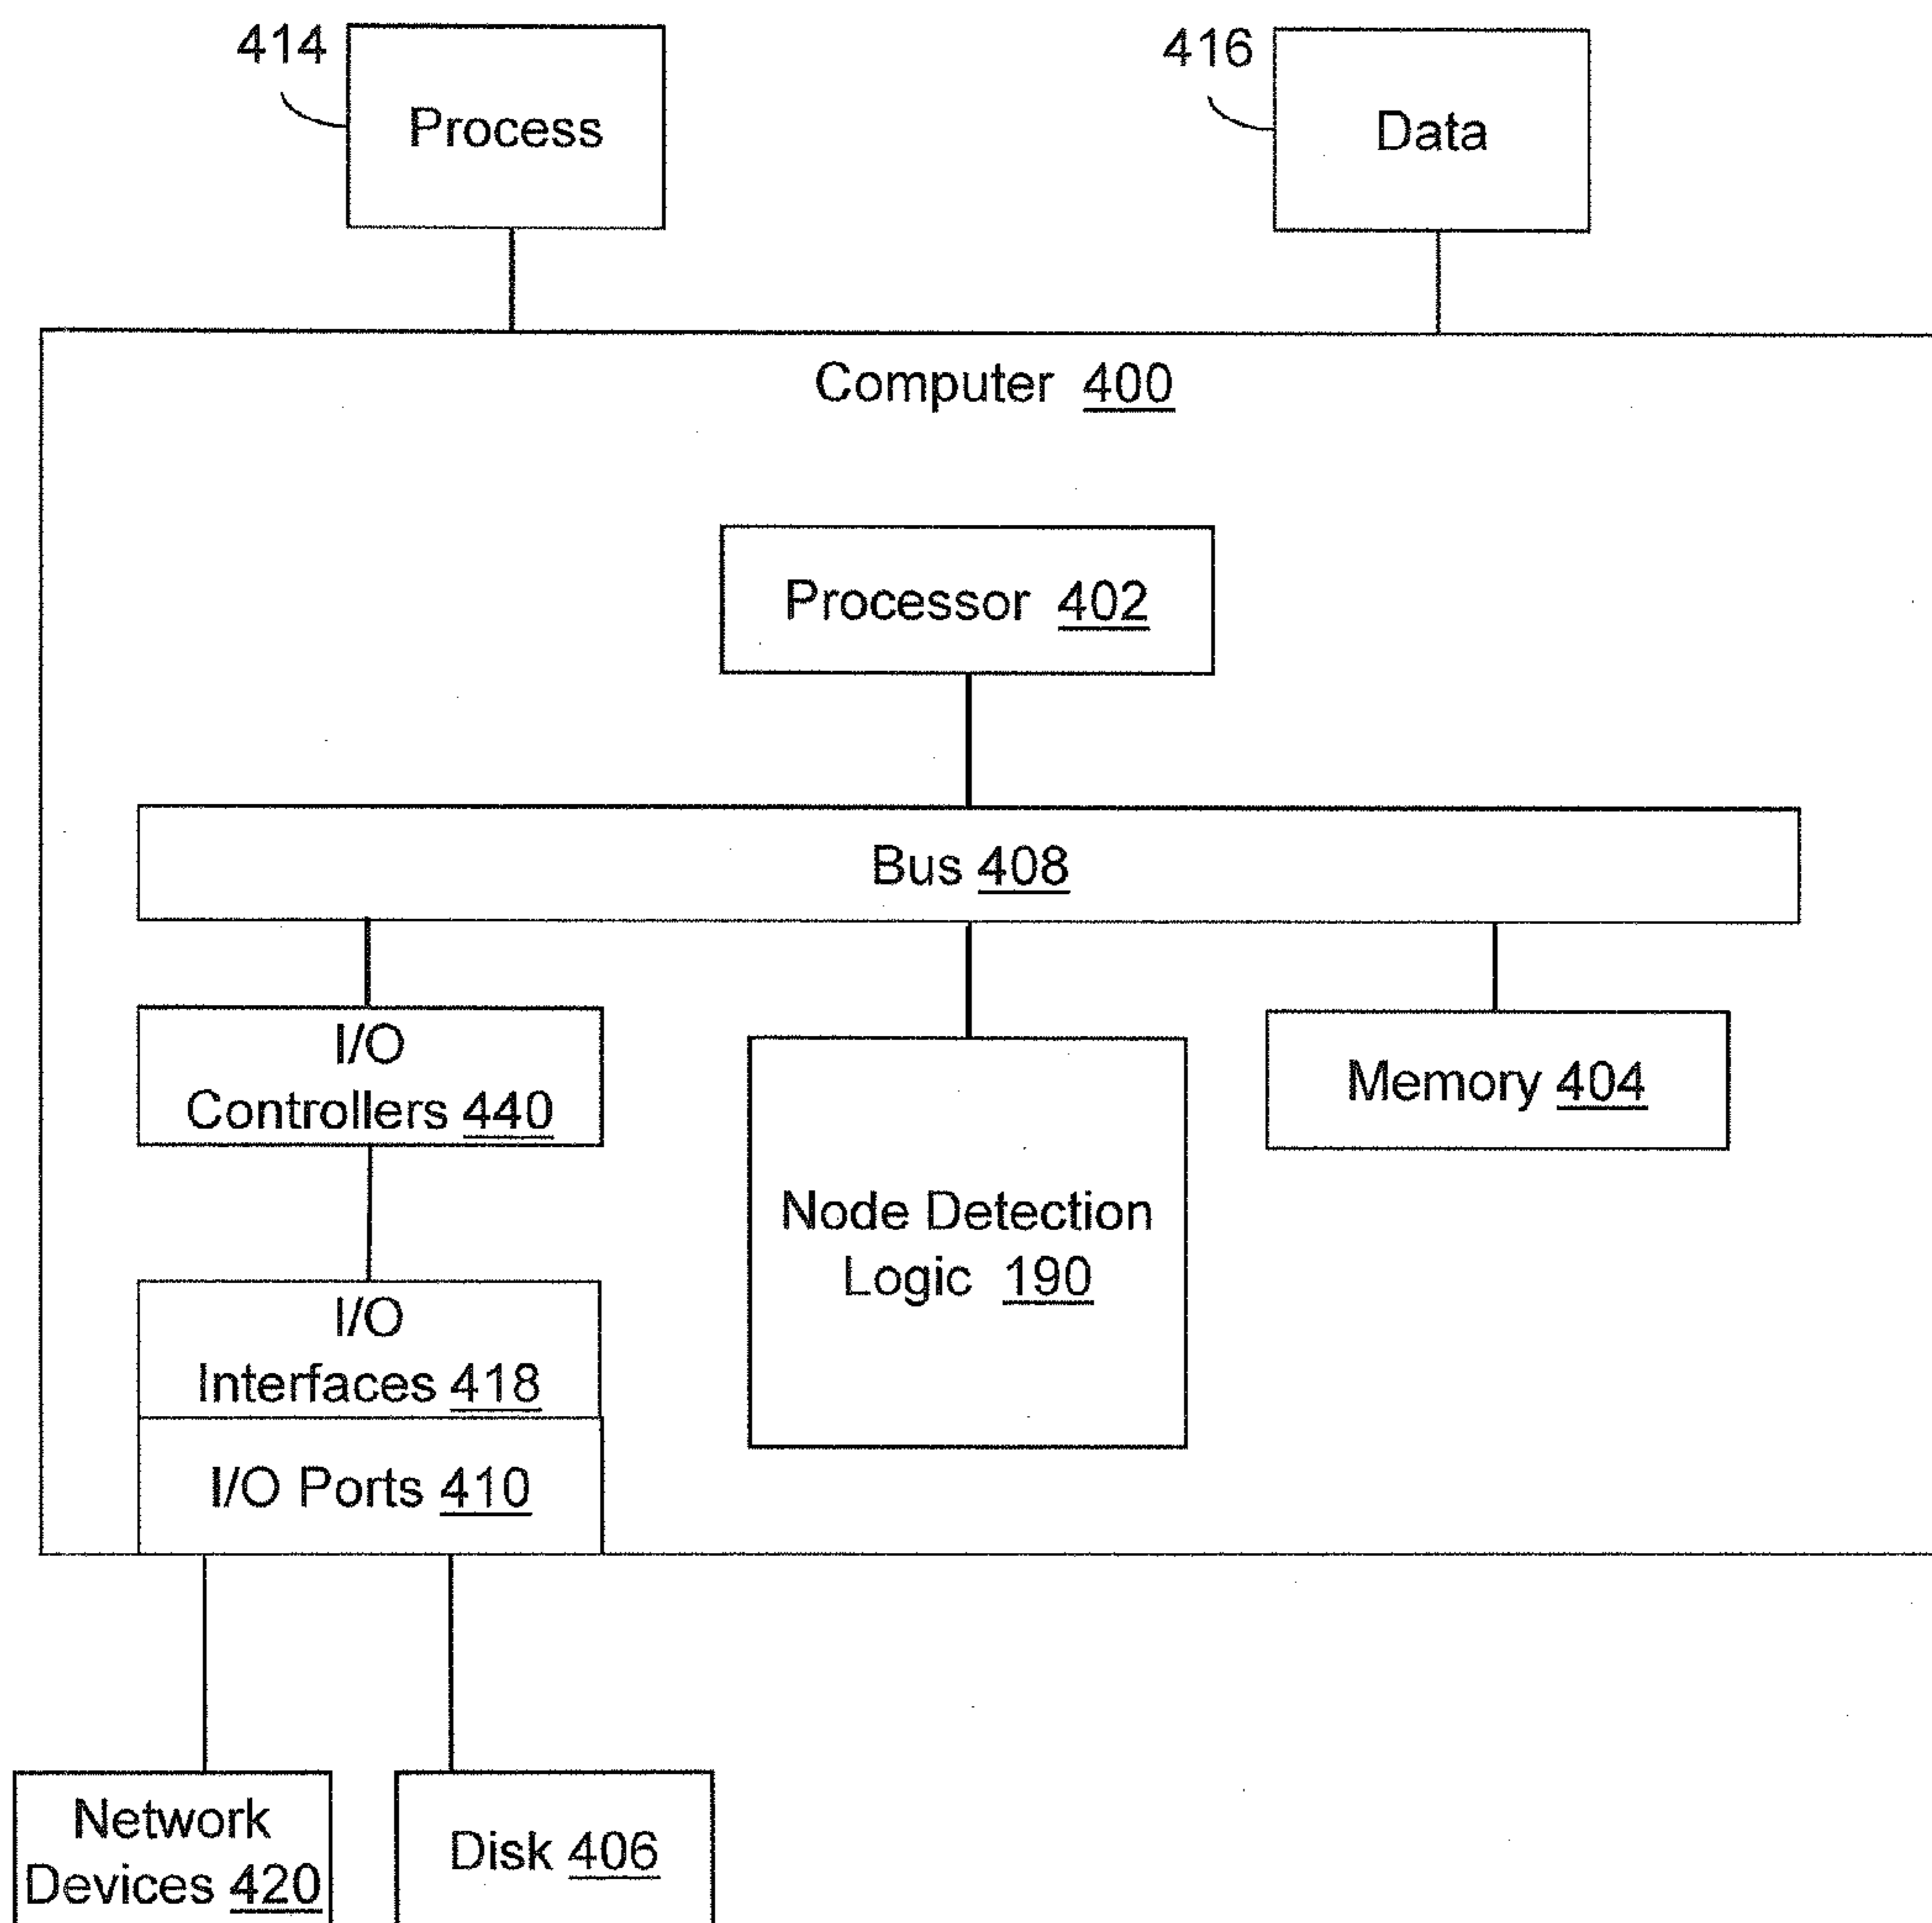 414
Process
416
Data
Computer 400
Processor 402
Bus 408
I/O
Controllers 440
Node Detection
Logic 190
Memory 404
I/O
Interfaces 418
I/O Ports 410
Network
Devices 420
Disk 406